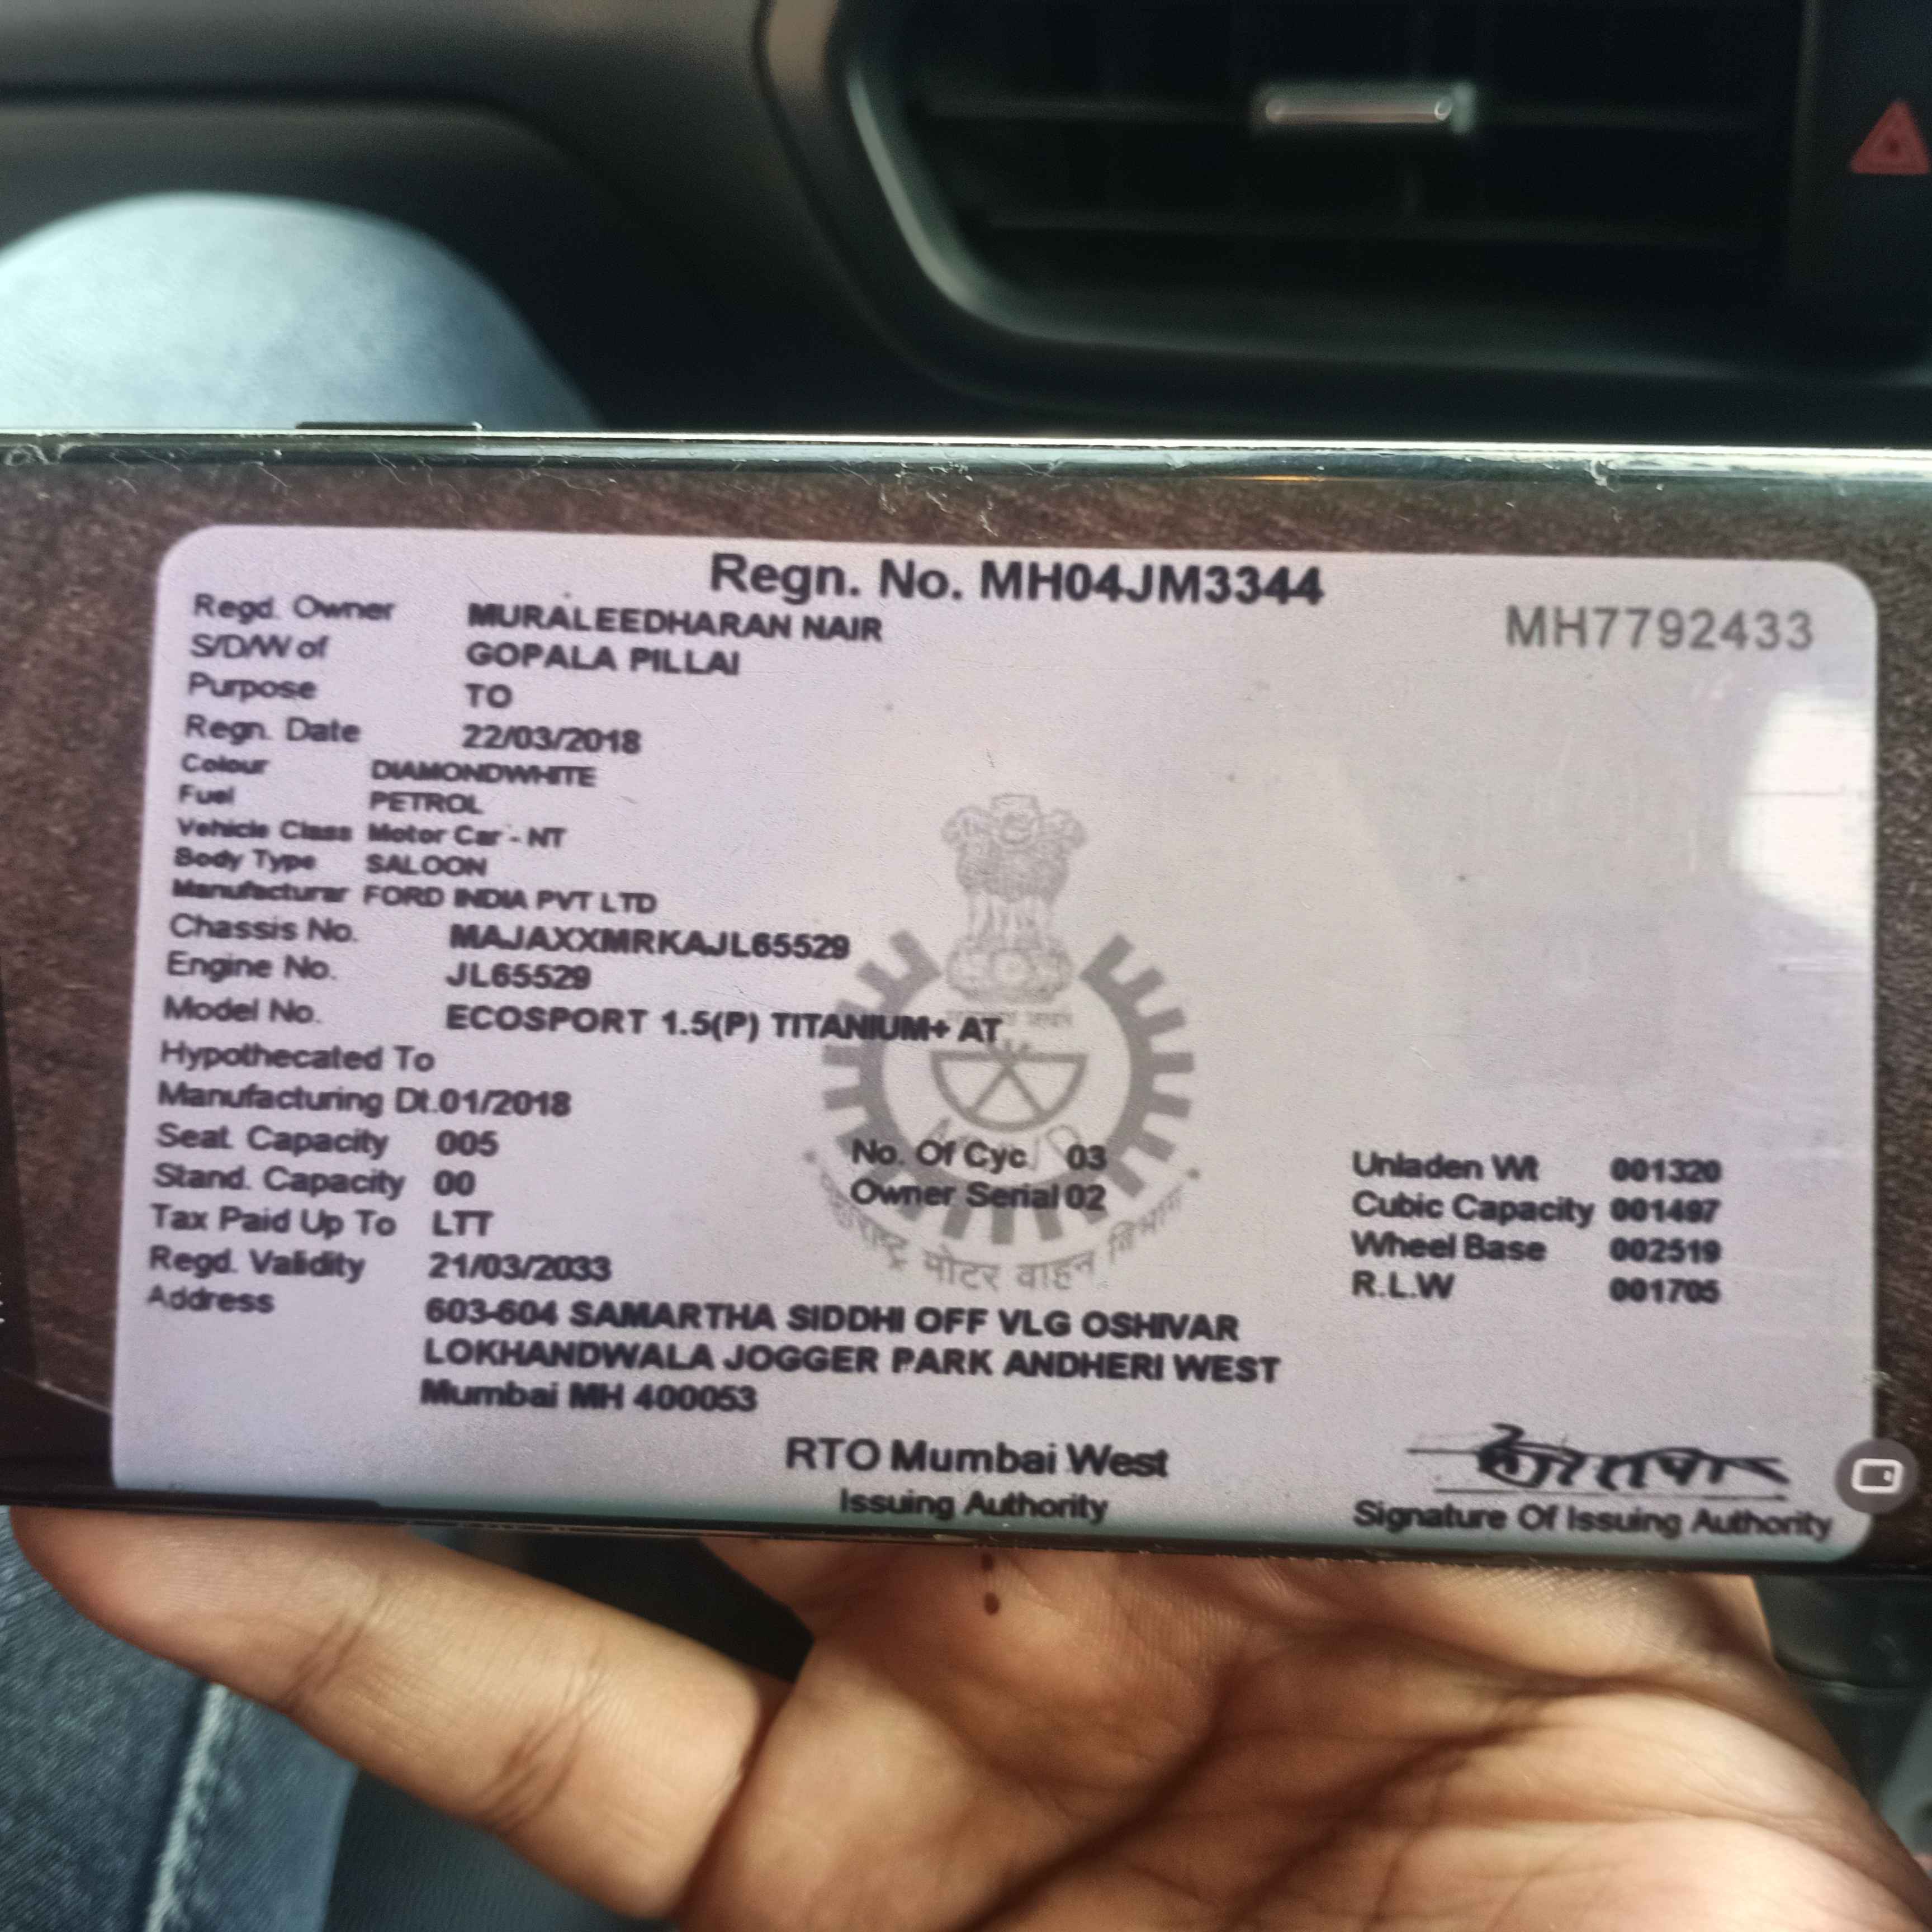 Regn. No. MH04JM3344
MH7792433
Regd. Owner MURALEEDHARAN NAIR
S/D/W of GOPALA PILLAI
Purpose TO
Regn. Date 22/03/2018
Colour DIAMONDWHITE
Fuel PETROL
Vehicle Class Motor Car - NT
Body Type SALOON
Manufacturar FORD INDIA PVT LTD
Chassis No. MAJAXXMRKAJL65529
Engine No. JL65529
Model No. ECOSPORT 1.5(P) TITANIUM+ AT
Hypothecated To
Manufacturing Dt.01/2018
Seat. Capacity 005 No. Of Cyc. 03 Unladen Wt 001320
Stand. Capacity 00 Owner Serial 02 Cubic Capacity 001497
Tax Paid Up To LTT Wheel Base 002519
Regd. Validity 21/03/2033 R.L.W 001705
महाराष्ट्र मोटर वाहन विभाग
Address 603-604 SAMARTHA SIDDHI OFF VLG OSHIVAR
LOKHANDWALA JOGGER PARK ANDHERI WEST
Mumbai MH 400053
RTO Mumbai West
Issuing Authority
Signature Of Issuing Authority